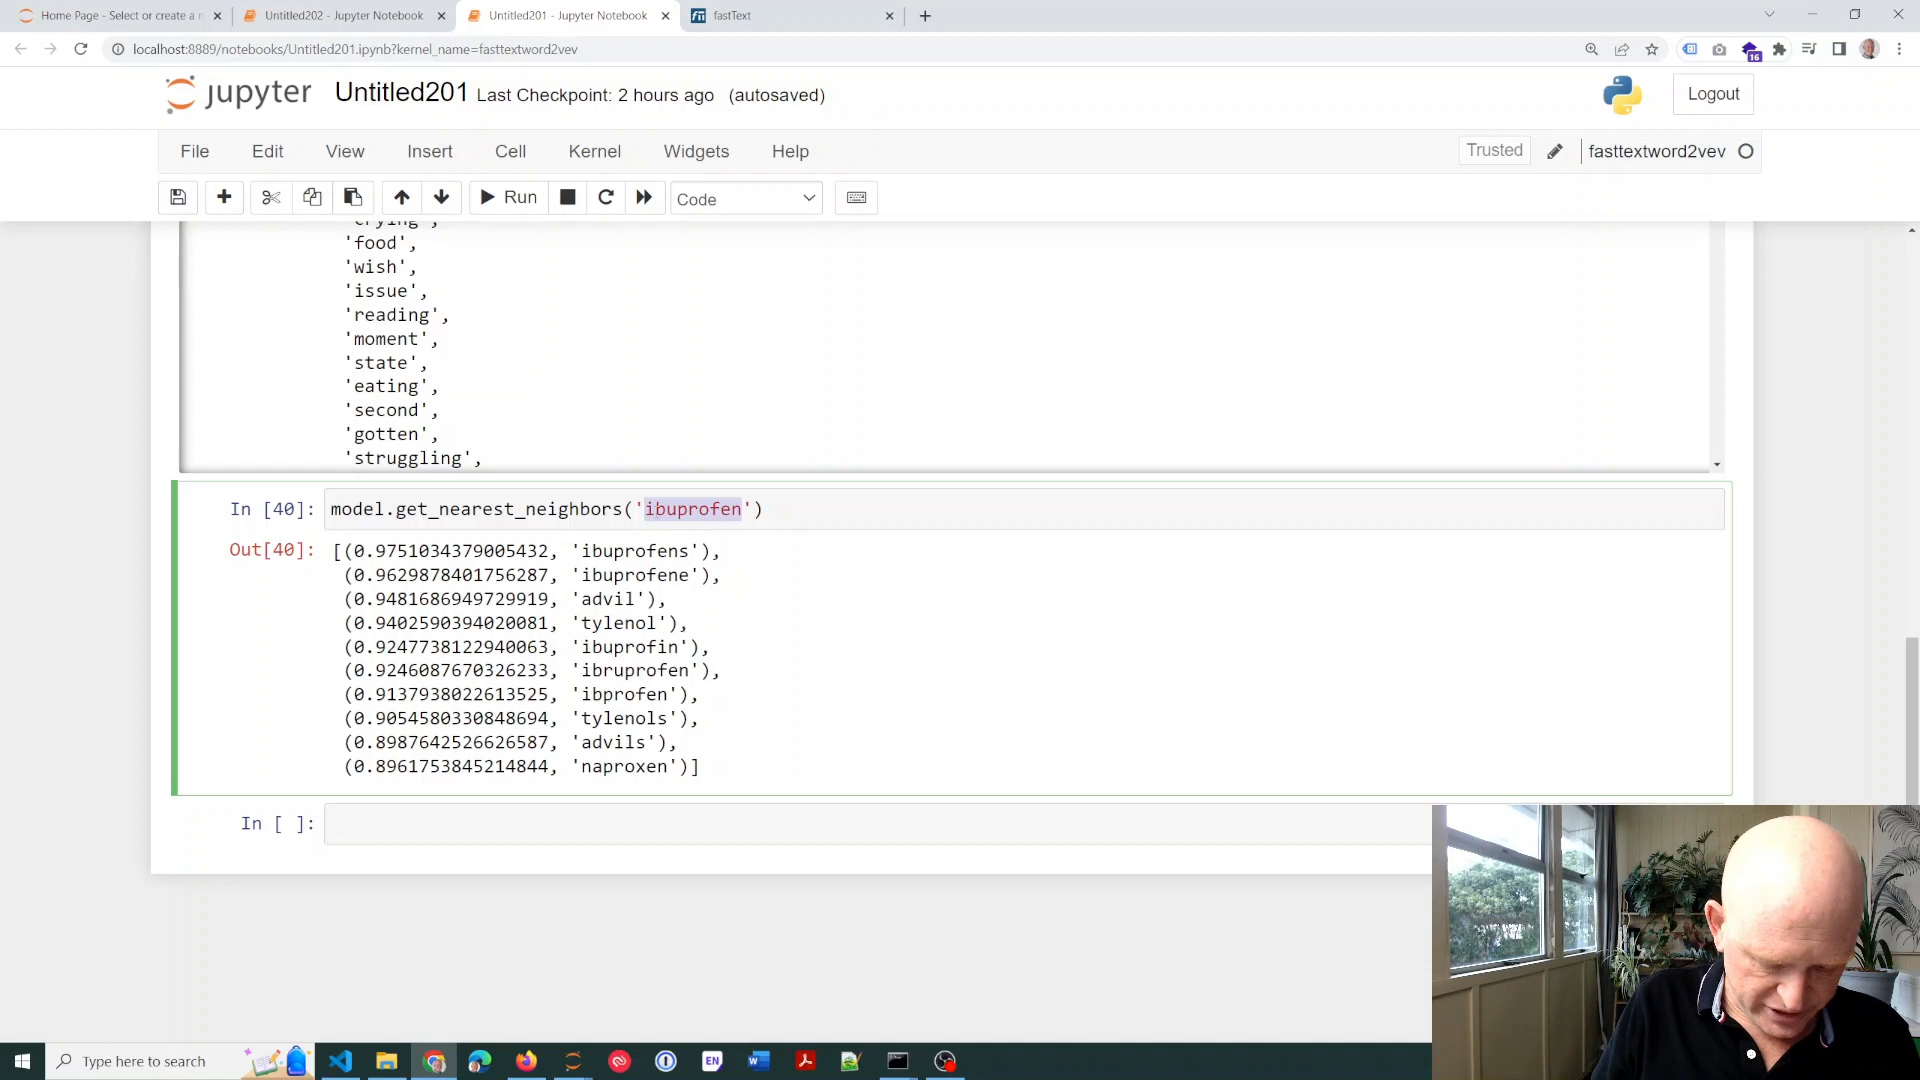 Home Page - Select or create a n
Untitled202 - Jupyter Notebook
Untitled201 - Jupyter Notebook
fastText
localhost:8889/notebooks/Untitled201.ipynb?kernel_name=fasttextword2vev
16
jupyter Untitled201 Last Checkpoint: 2 hours ago (autosaved)
Logout
File Edit View Insert Cell Kernel Widgets Help
Trusted
fasttextword2vev
Run
Code
'crying',
'food',
'wish',
'issue',
'reading',
'moment',
'state',
'eating',
'second',
'gotten',
'struggling',
In [40]: model.get_nearest_neighbors('ibuprofen')
Out[40]: [(0.9751034379005432, 'ibuprofens'),
(0.9629878401756287, 'ibuprofene'),
(0.9481686949729919, 'advil'),
(0.9402590394020081, 'tylenol'),
(0.9247738122940063, 'ibuprofin'),
(0.9246087670326233, 'ibruprofen'),
(0.9137938022613525, 'ibprofen'),
(0.9054580330848694, 'tylenols'),
(0.8987642526626587, 'advils'),
(0.8961753845214844, 'naproxen')]
In [ ]:
Type here to search
EN